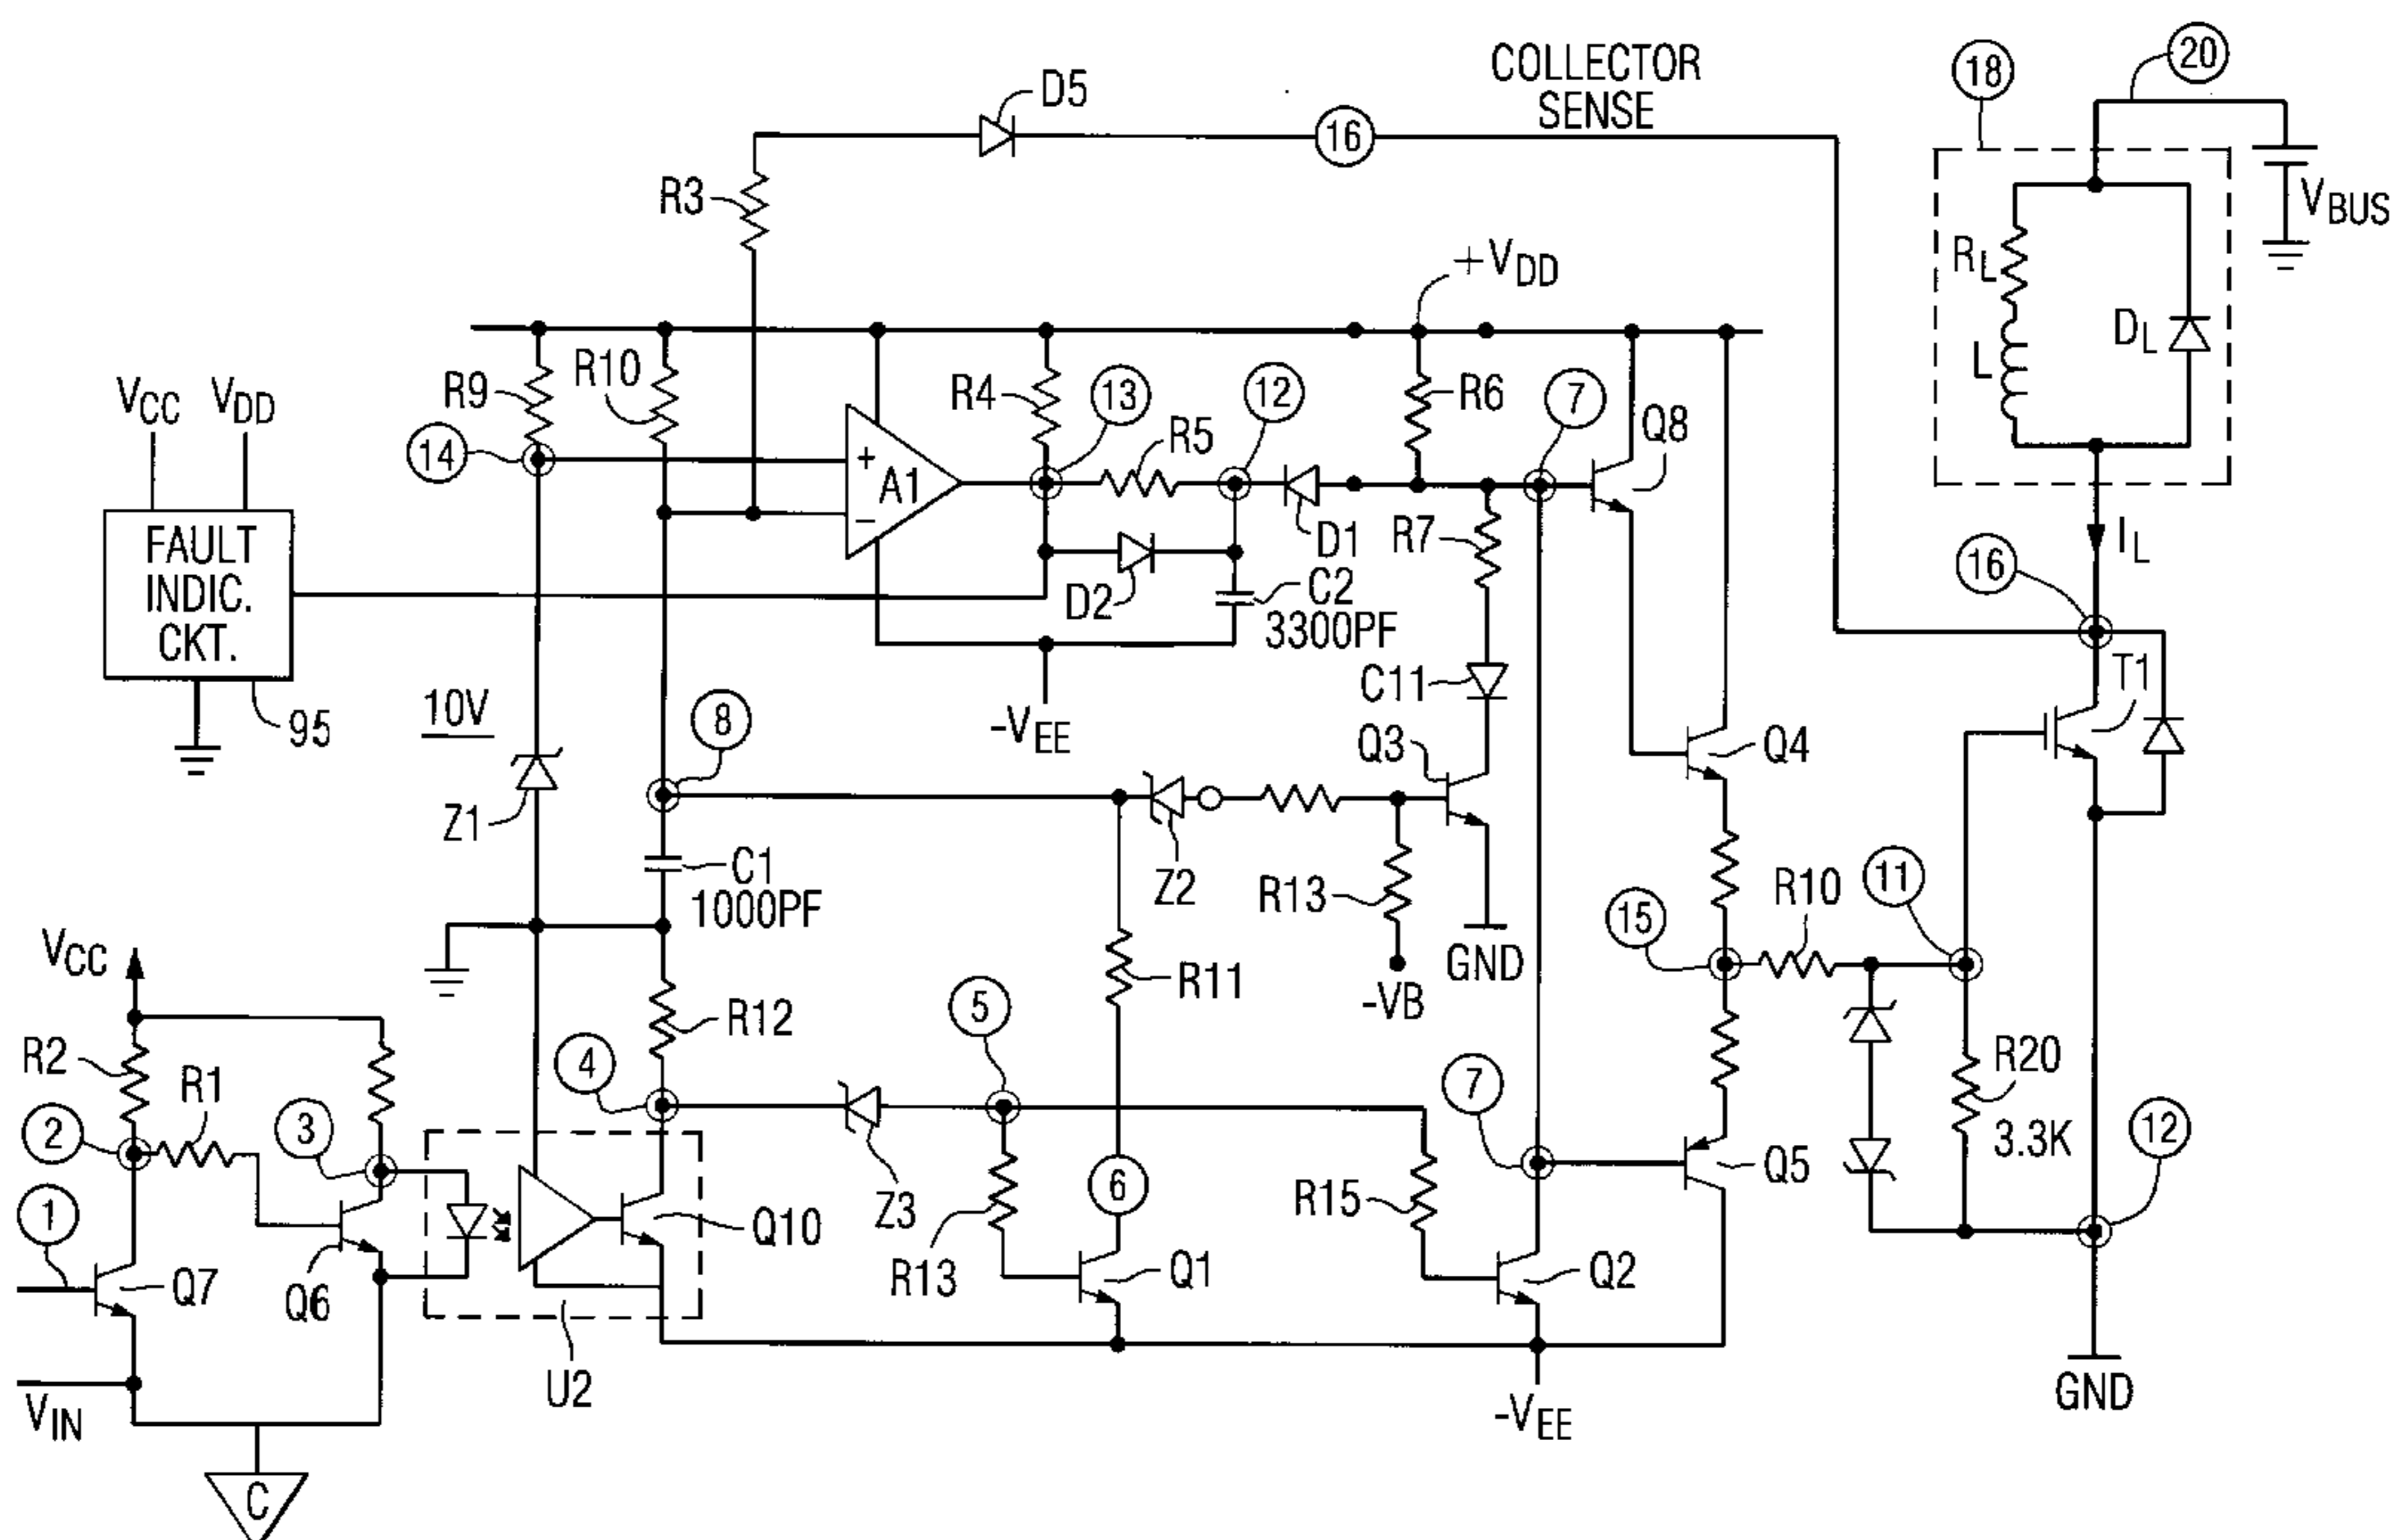 COLLECTOR
SENSE
D5
16
18
20
R3
VBUS
+VDD
RL
L
DL
VCC
VDD
R9
R10
R4
13
12
R6
7
Q8
14
+
A1
−
R5
D1
R7
IL
16
FAULT
INDIC.
CKT.
D2
C2
3300PF
95
10V
8
-VEE
C11
Q3
Q4
T1
Z1
C1
1000PF
Z2
R13
15
R10
11
VCC
GND
-VB
R11
R12
5
R2
R1
4
R20
3.3K
2
3
7
12
Z3
R13
6
R15
Q5
1
Q7
Q6
Q10
Q1
Q2
U2
VIN
-VEE
GND
C